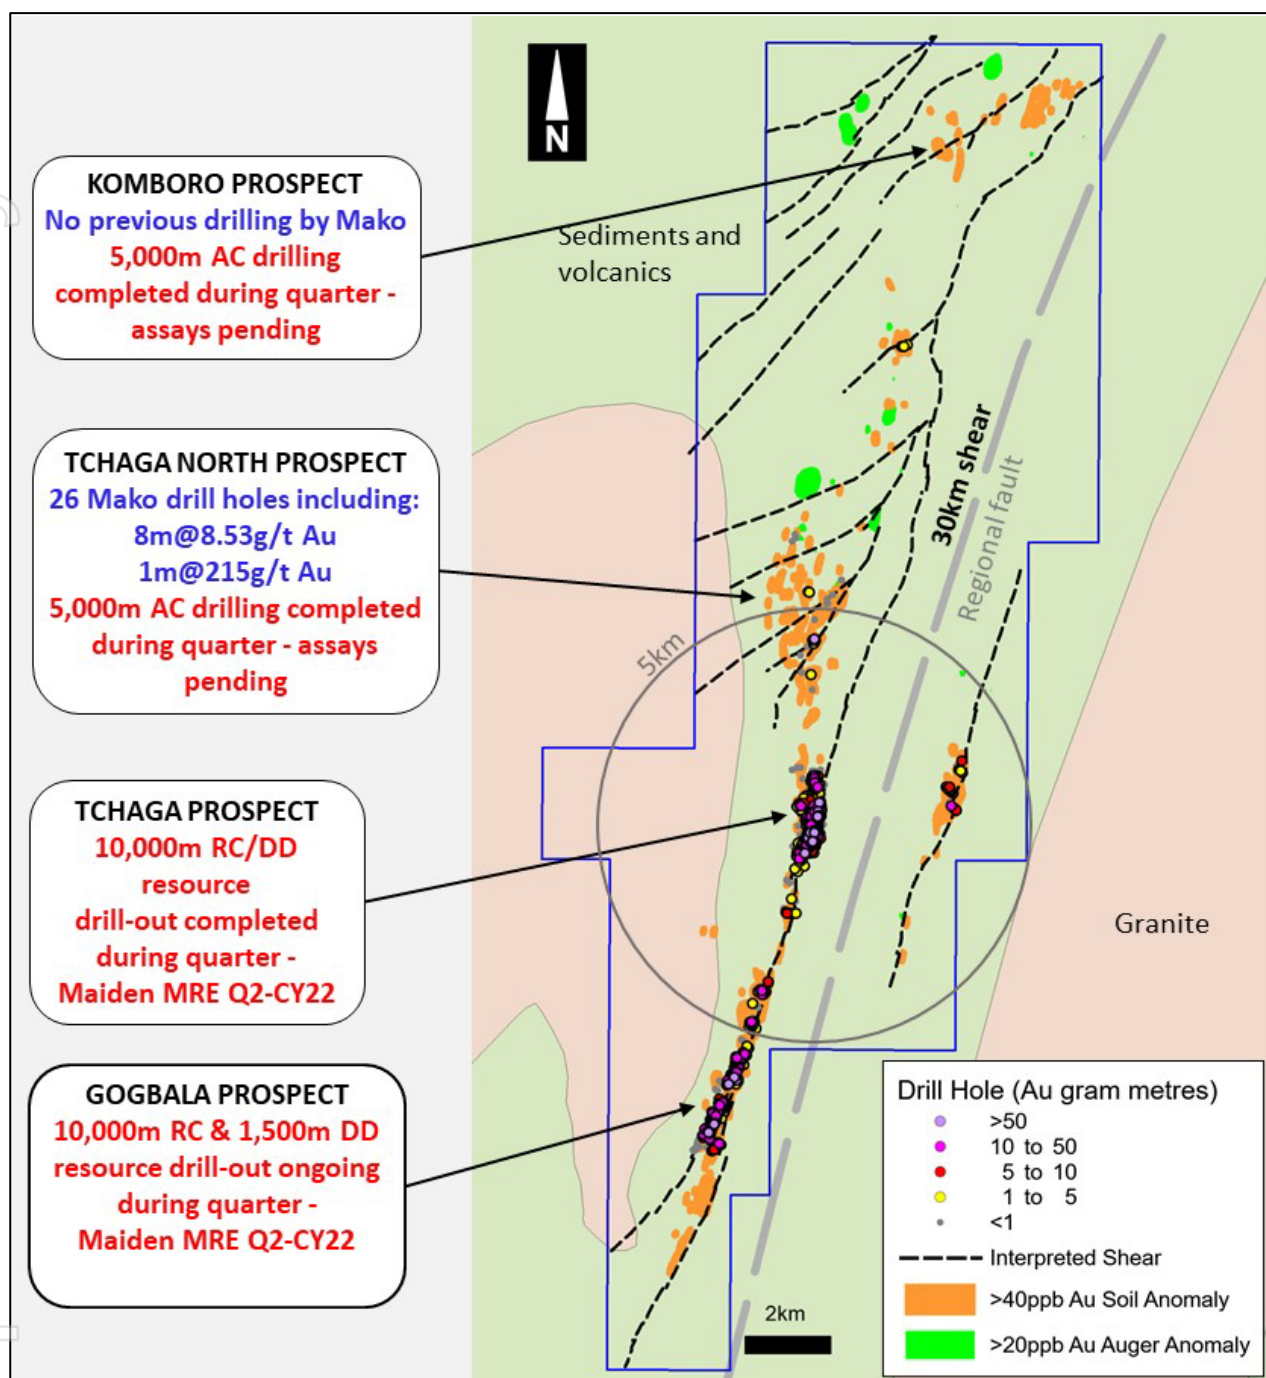 N
KOMBORO PROSPECT
No previous drilling by Mako
5,000m AC drilling
completed during quarter -
assays pending
Sediments and
volcanics
TCHAGA NORTH PROSPECT
26 Mako drill holes including:
8m@8.53g/t Au
1m@215g/t Au
5,000m AC drilling completed
during quarter - assays
pending
30km shear
Regional fault
5km
TCHAGA PROSPECT
10,000m RC/DD
resource
drill-out completed
during quarter -
Maiden MRE Q2-CY22
Granite
GOGBALA PROSPECT
10,000m RC & 1,500m DD
resource drill-out ongoing
during quarter -
Maiden MRE Q2-CY22
2km
Drill Hole (Au gram metres)
>50
10 to 50
5 to 10
1 to 5
<1
Interpreted Shear
>40ppb Au Soil Anomaly
>20ppb Au Auger Anomaly